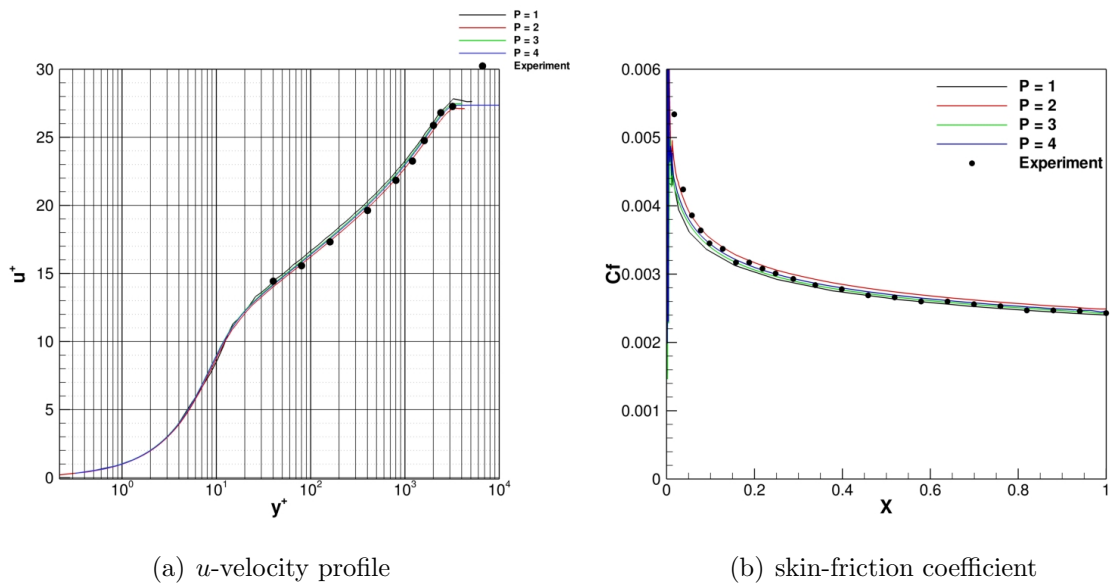 P = 1
P = 2
P = 3
P = 4
Experiment
30
25
20
15
10
5
0
u+
10^0 10^1 10^2 10^3 10^4
y+
P = 1
P = 2
P = 3
P = 4
Experiment
0.006
0.005
0.004
0.003
0.002
0.001
0
Cf
0 0.2 0.4 0.6 0.8 1
X
(a) u-velocity profile
(b) skin-friction coefficient